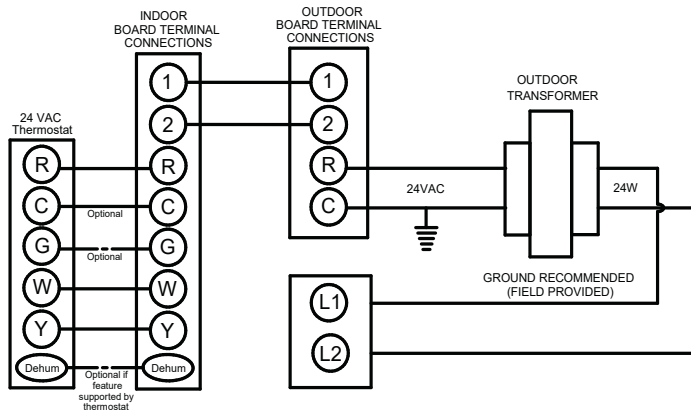 INDOOR
BOARD TERMINAL
CONNECTIONS
OUTDOOR
BOARD TERMINAL
CONNECTIONS
OUTDOOR
TRANSFORMER
24 VAC
Thermostat
1
2
R
C
G
W
Y
Dehum
1
2
R
C
R
C
G
W
Y
Dehum
Optional
Optional
Optional if
feature
supported by
thermostat
24VAC
24W
GROUND RECOMMENDED
(FIELD PROVIDED)
L1
L2